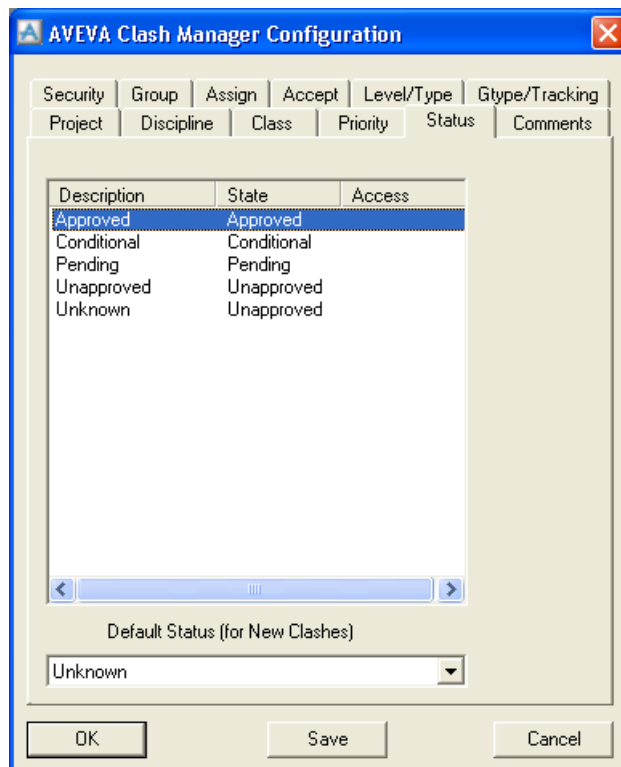 AVEVA Clash Manager Configuration
Security Group Assign Accept Level/Type Gtype/Tracking
Project Discipline Class Priority Status Comments
Description State Access
Approved Approved
Conditional Conditional
Pending Pending
Unapproved Unapproved
Unknown Unapproved
Default Status (for New Clashes)
Unknown
OK Save Cancel